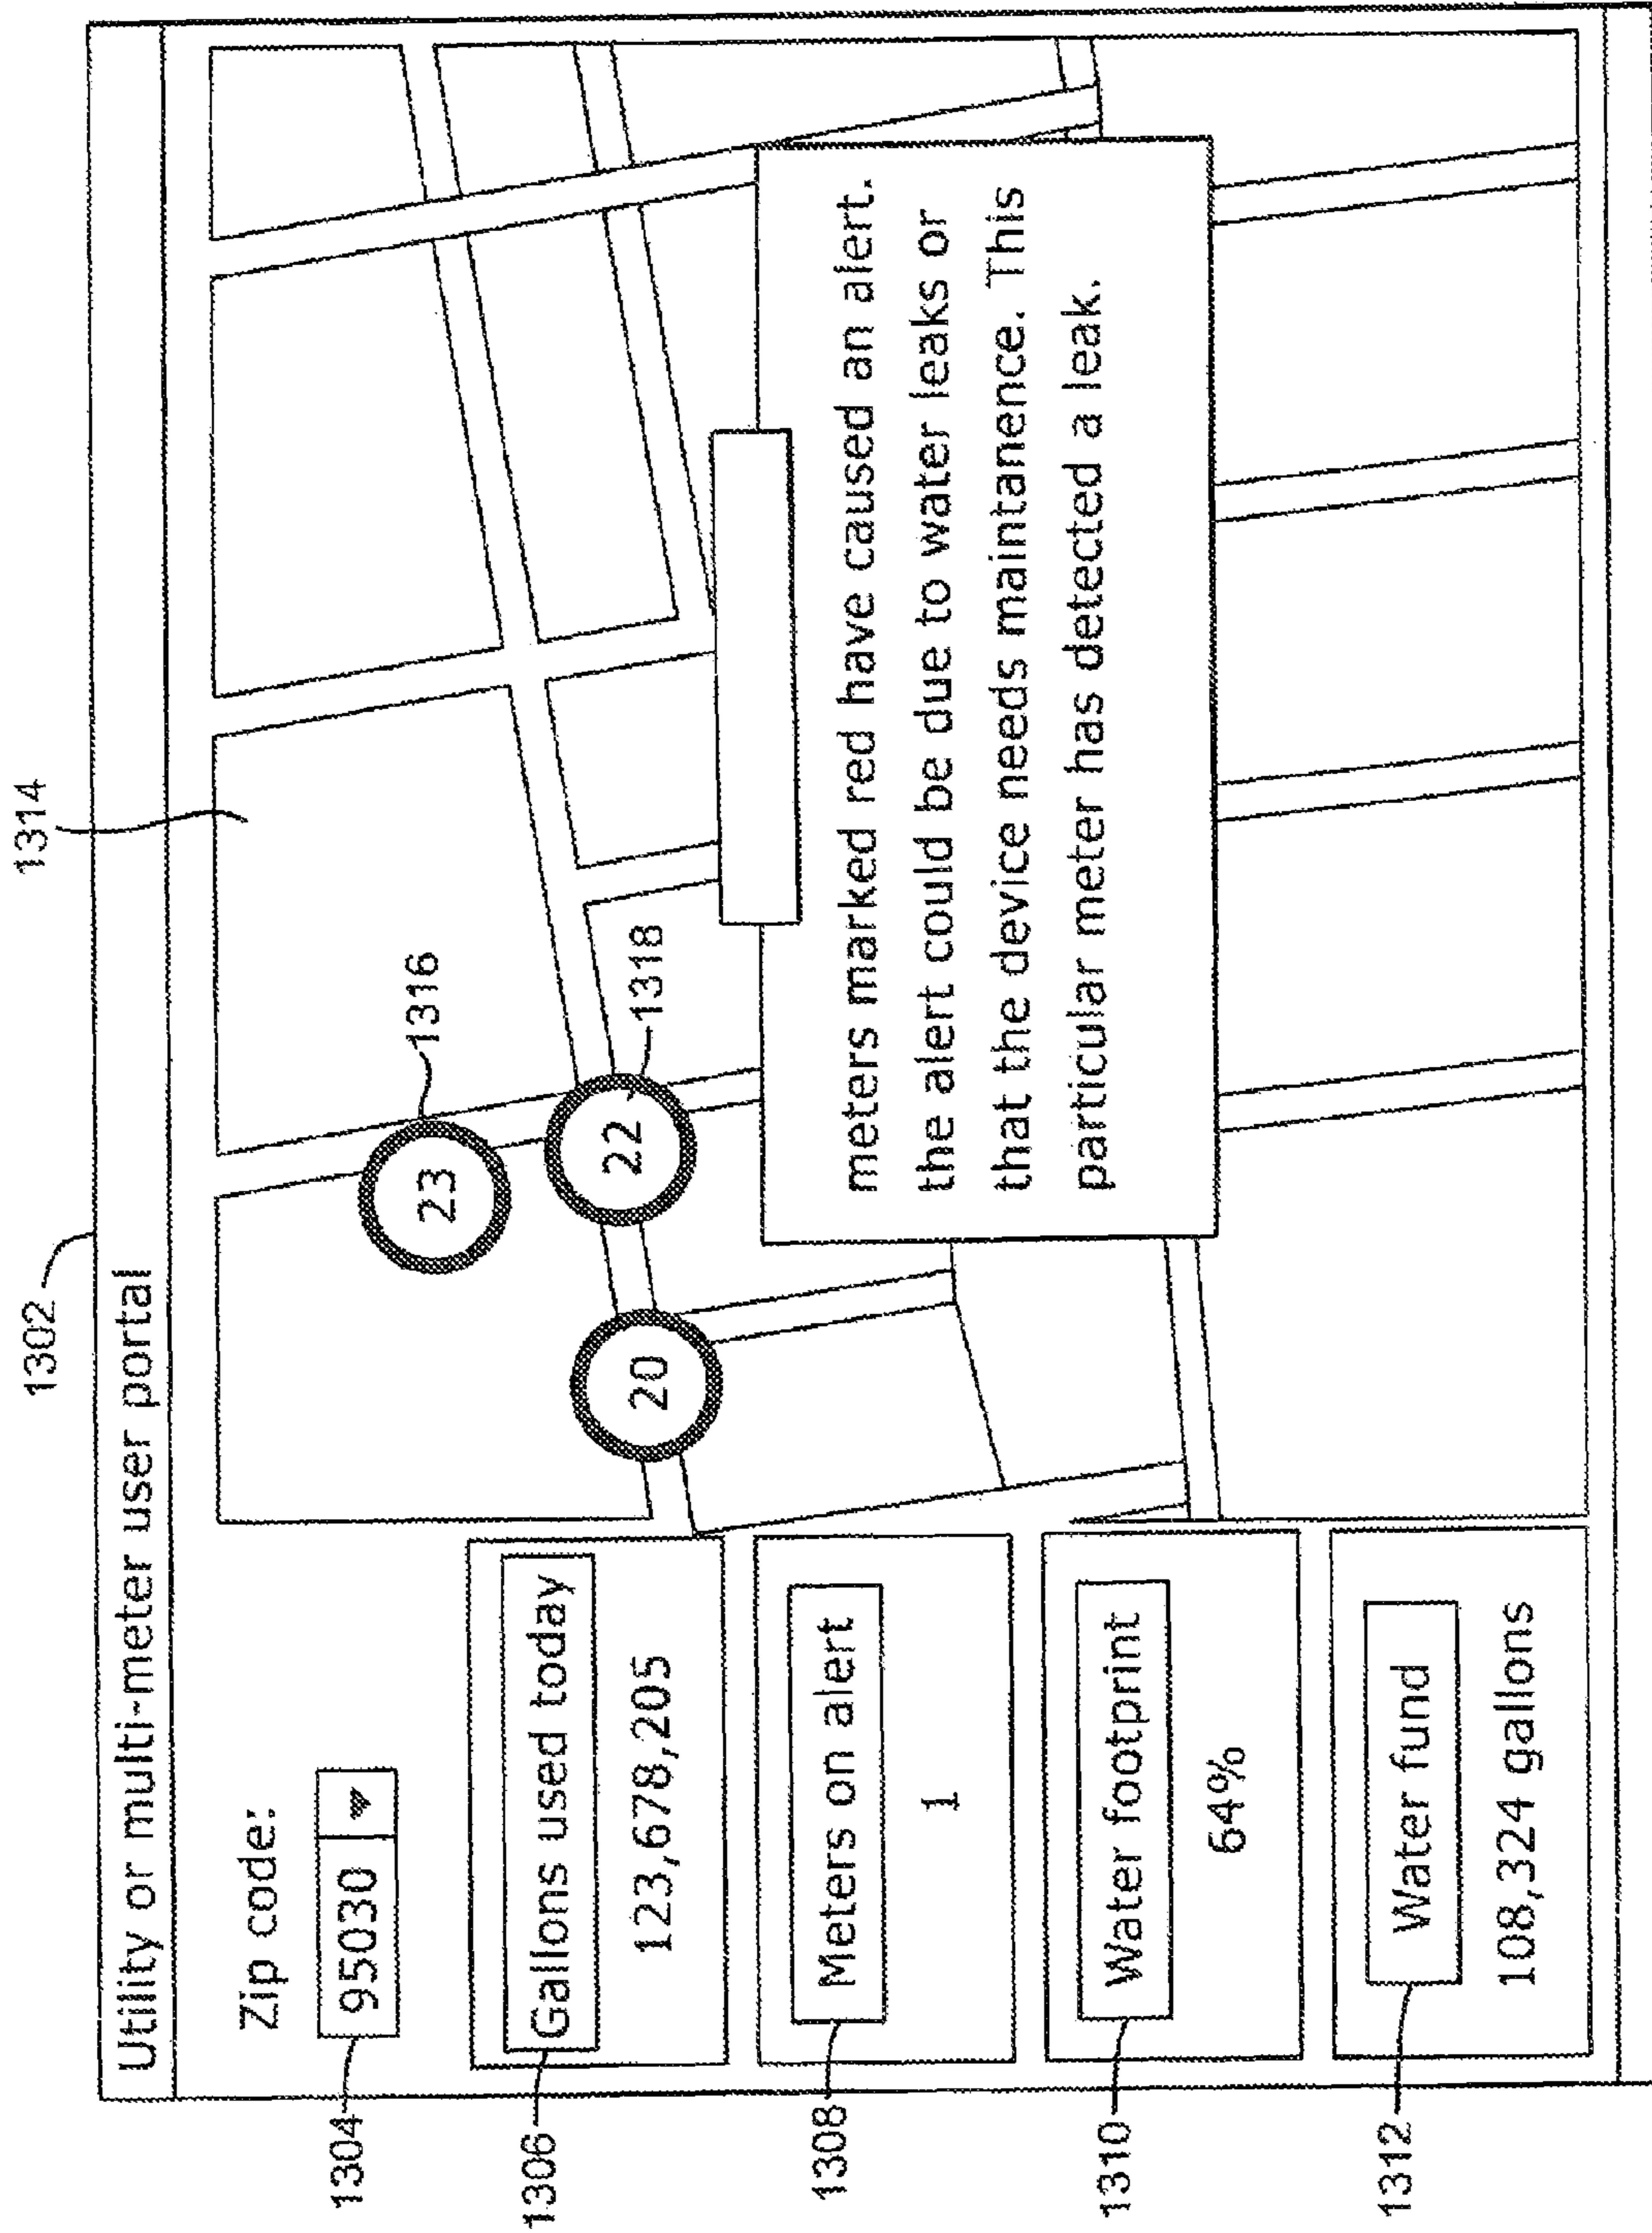 1302
1314
Utility or multi-meter user portal
Zip code:
1304
95030
1306
Gallons used today
123,678,205
1308
Meters on alert
1
1310
Water footprint
64%
1312
Water fund
108,324 gallons
23
1316
22
1318
20
meters marked red have caused an alert.
the alert could be due to water leaks or
that the device needs maintanence. This
particular meter has detected a leak.